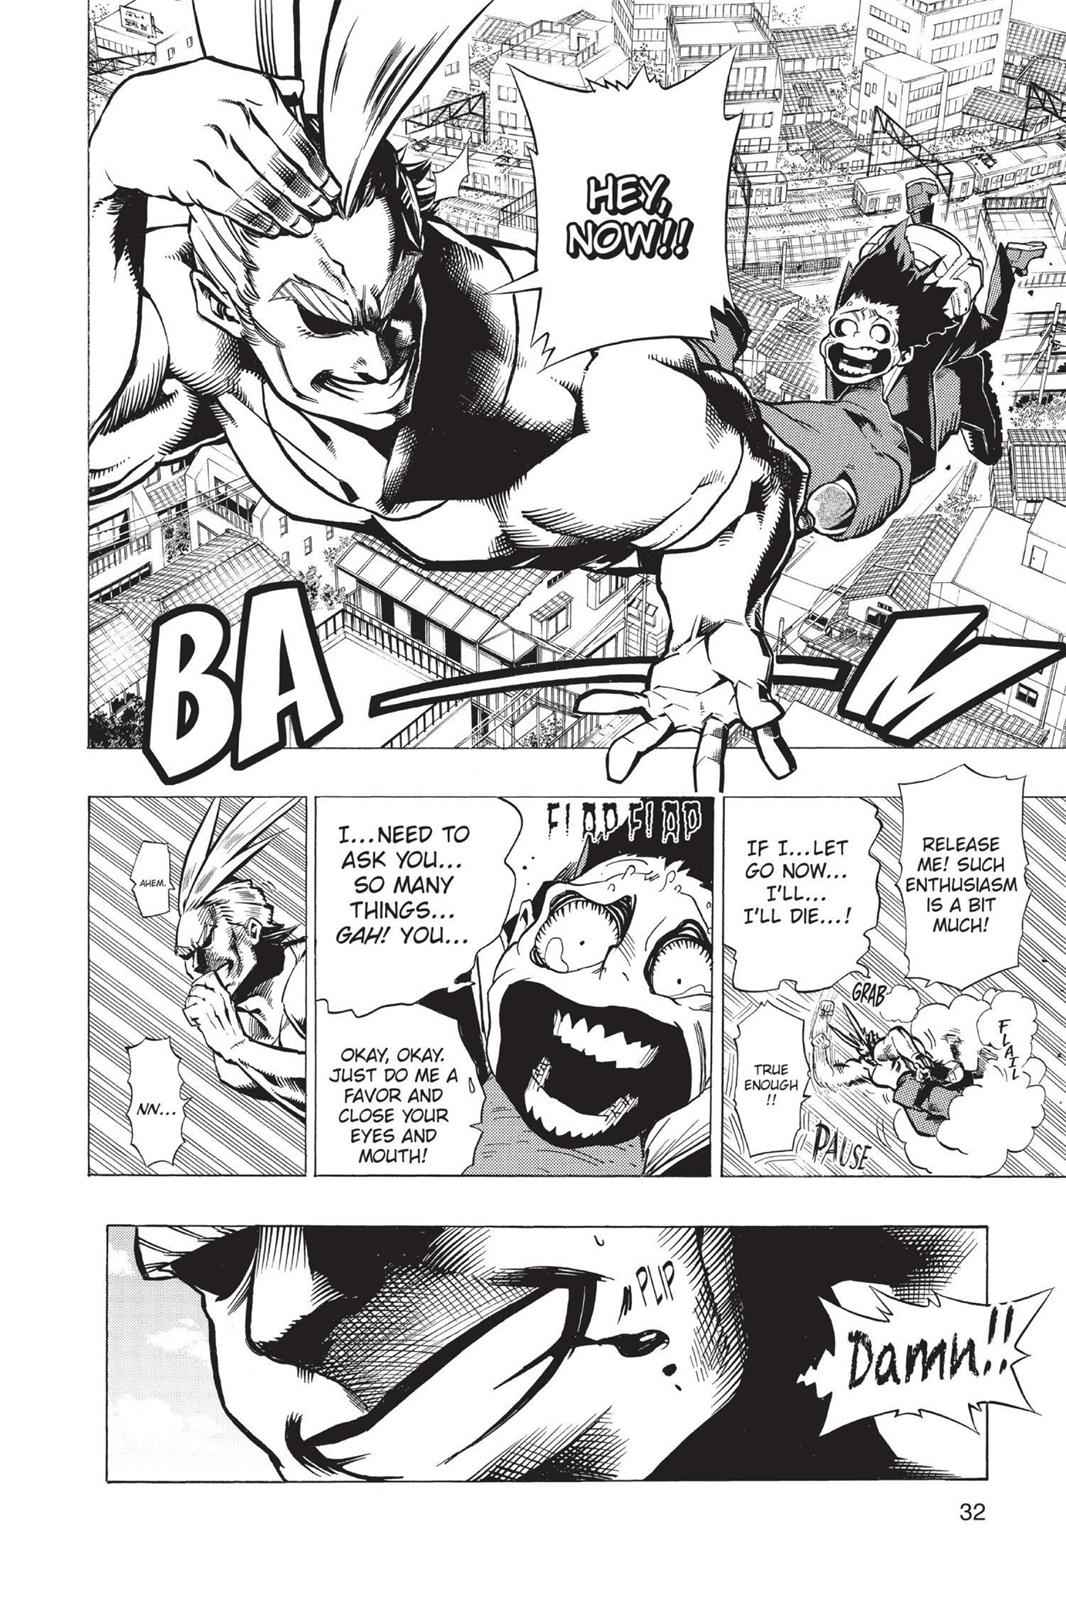 HEY,
NOW!!
BA
M
RELEASE
ME! SUCH
ENTHUSIASM
IS A BIT
MUCH!
IF I...LET
GO NOW...
I'LL...
I'LL DIE...!
GRAB
FLAIL
TRUE
ENOUGH
!!
PAUSE
FLAP FLAP
I...NEED TO
ASK YOU...
SO MANY
THINGS...
GAH! YOU...
OKAY, OKAY.
JUST DO ME A
FAVOR AND
CLOSE YOUR
EYES AND
MOUTH!
AHEM.
NN...
PLIP
Damn!!
32